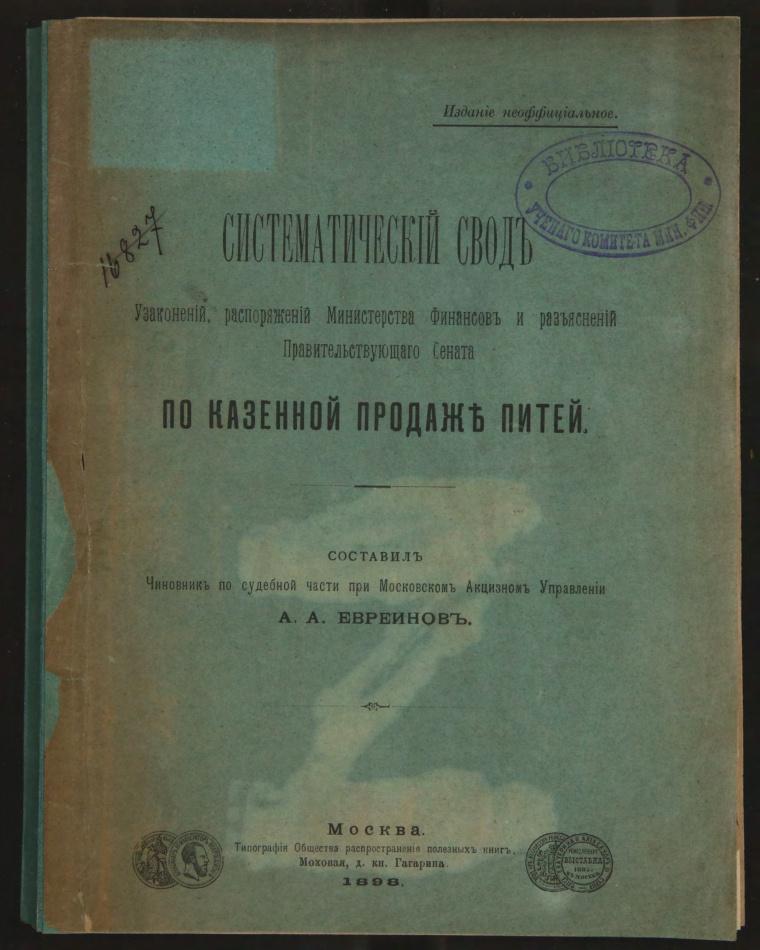 Изданіе неоффиціальное.
БИБЛІОТЕКА
УЧЕНАГО КОМИТЕТА МИН. ФИН.
16827
СИСТЕМАТИЧЕСКІЙ СВОДЪ
Узаконеній, распоряженій Министерства Финансовъ и разъясненій
Правительствующаго Сената
ПО КАЗЕННОЙ ПРОДАЖѢ ПИТЕЙ.
СОСТАВИЛЪ
Чиновникъ по судебной части при Московскомъ Акцизномъ Управленіи
А. А. ЕВРЕИНОВЪ.
Москва.
Типографія Общества распространенія полезныхъ книгъ,
Моховая, д. кн. Гагарина.
1898.
ВЫСТАВКА